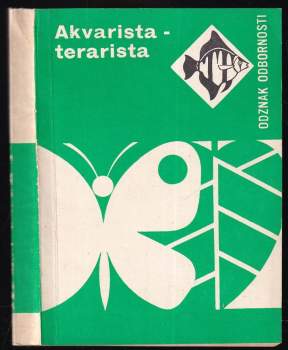 Akvarista -
terarista
ODZNAK ODBORNOSTI